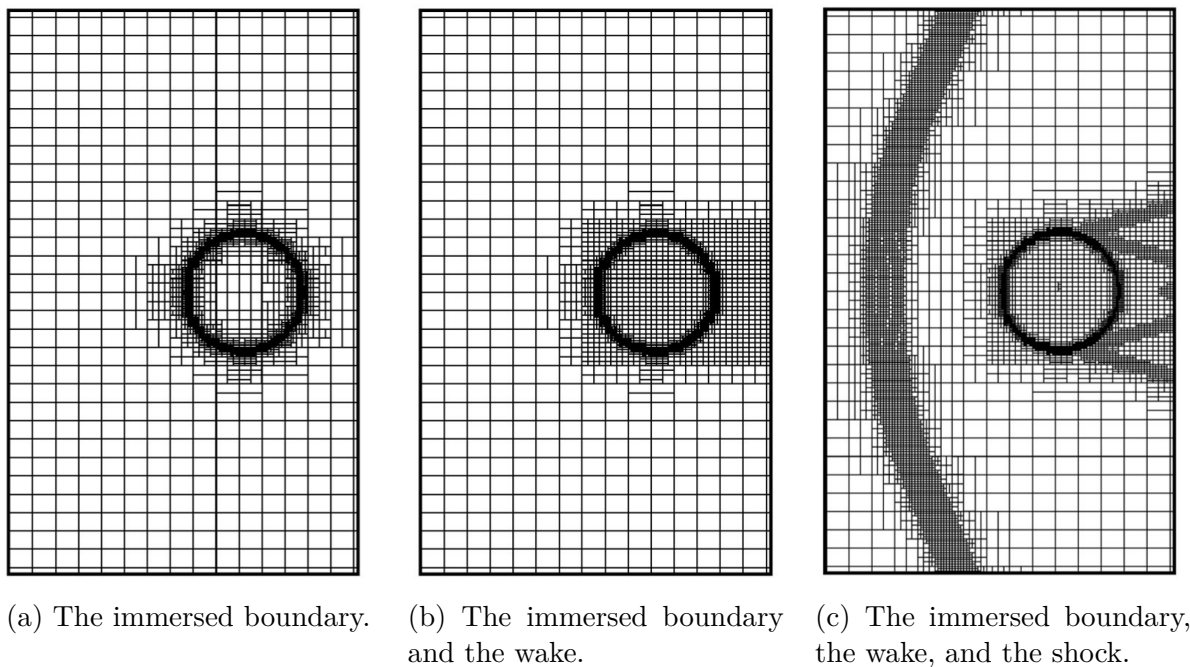 (a) The immersed boundary.
(b) The immersed boundary
and the wake.
(c) The immersed boundary,
the wake, and the shock.